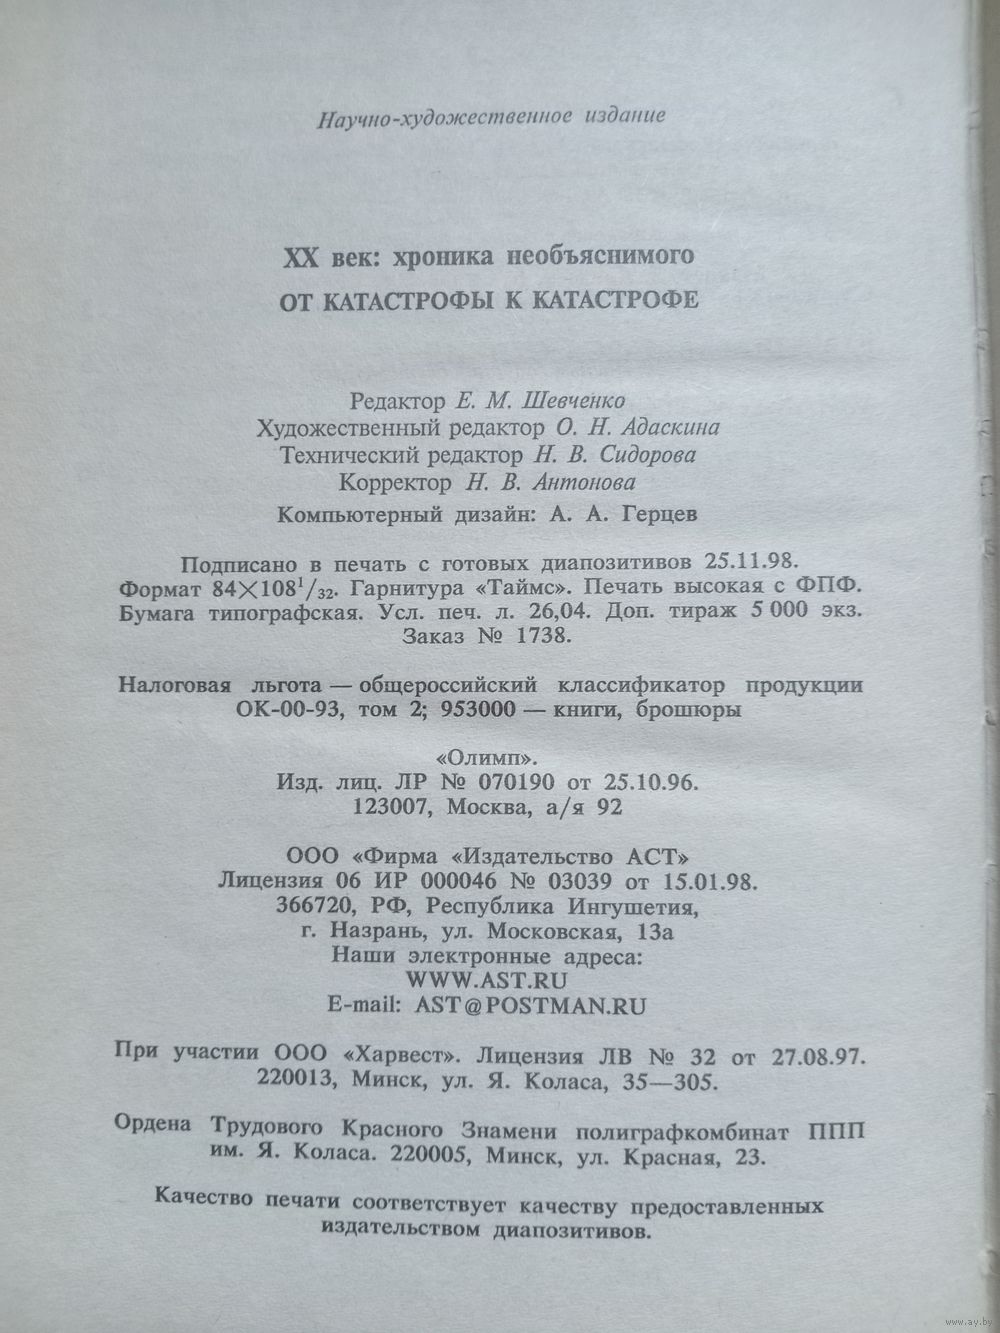 Научно-художественное издание
XX век: хроника необъяснимого
ОТ КАТАСТРОФЫ К КАТАСТРОФЕ
Редактор Е. М. Шевченко
Художественный редактор О. Н. Адаскина
Технический редактор Н. В. Сидорова
Корректор Н. В. Антонова
Компьютерный дизайн: А. А. Герцев
Подписано в печать с готовых диапозитивов 25.11.98.
Формат 84×108¹/₃₂. Гарнитура «Таймс». Печать высокая с ФПФ.
Бумага типографская. Усл. печ. л. 26,04. Доп. тираж 5 000 экз.
Заказ № 1738.
Налоговая льгота — общероссийский классификатор продукции
ОК-00-93, том 2; 953000 — книги, брошюры
«Олимп».
Изд. лиц. ЛР № 070190 от 25.10.96.
123007, Москва, а/я 92
ООО «Фирма «Издательство АСТ»
Лицензия 06 ИР 000046 № 03039 от 15.01.98.
366720, РФ, Республика Ингушетия,
г. Назрань, ул. Московская, 13а
Наши электронные адреса:
WWW.AST.RU
E-mail: AST@POSTMAN.RU
При участии ООО «Харвест». Лицензия ЛВ № 32 от 27.08.97.
220013, Минск, ул. Я. Коласа, 35—305.
Ордена Трудового Красного Знамени полиграфкомбинат ППП
им. Я. Коласа. 220005, Минск, ул. Красная, 23.
Качество печати соответствует качеству предоставленных
издательством диапозитивов.
www.ay.by